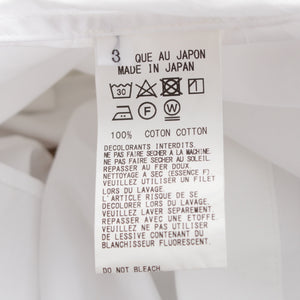 3 QUE AU JAPON
MADE IN JAPAN
30
F W
100% COTON COTTON
DECOLORANTS INTERDITS.
NE PAS FAIRE SECHER A LA MACHINE.
NE PAS FAIRE SECHER AU SOLEIL.
REPASSER AU FER DOUX.
NETTOYAGE A SEC (ESSENCE F)
VEUILLEZ UTILISER UN FILET
LORS DU LAVAGE.
L'ARTICLE RISQUE DE SE
DECOLORER LORS DU LAVAGE.
REPASSER AVEC UNE ETOFFE.
VEUILLEZ NE PAS UTILISER
DE LESSIVE CONTENANT DU
BLANCHISSEUR FLUORESCENT.
DO NOT BLEACH